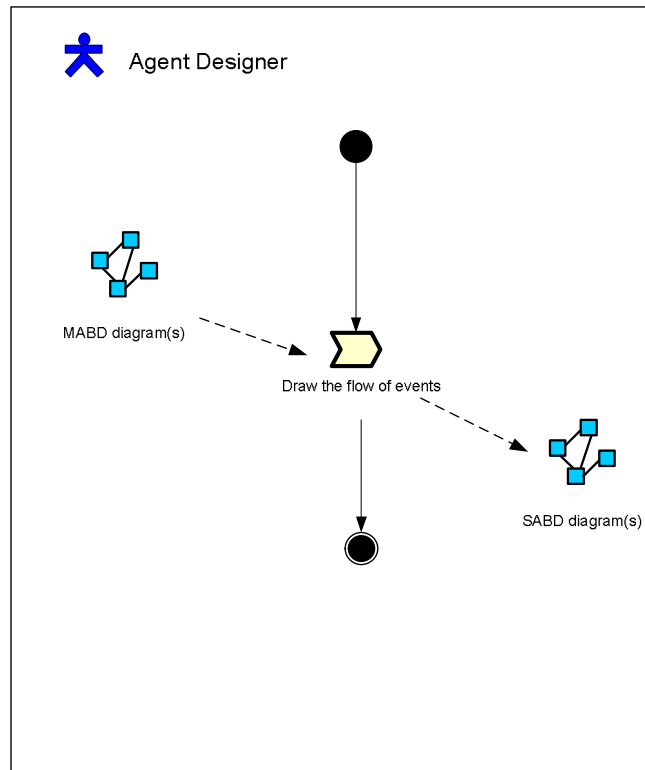 Agent Designer
MABD diagram(s)
Draw the flow of events
SABD diagram(s)